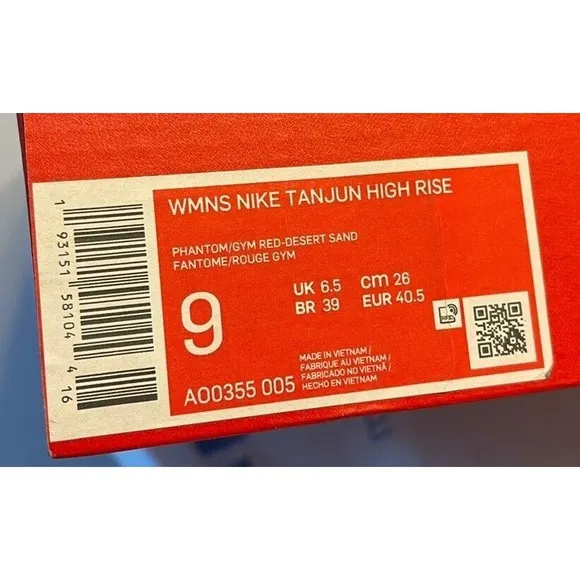 WMNS NIKE TANJUN HIGH RISE
PHANTOM/GYM RED-DESERT SAND
FANTOME/ROUGE GYM
9
UK 6.5 cm 26
BR 39 EUR 40.5
AO0355 005
MADE IN VIETNAM /
FABRIQUE AU VIETNAM /
FABRICADO NO VIETNÃ /
HECHO EN VIETNAM
1 93151 58104 4 16